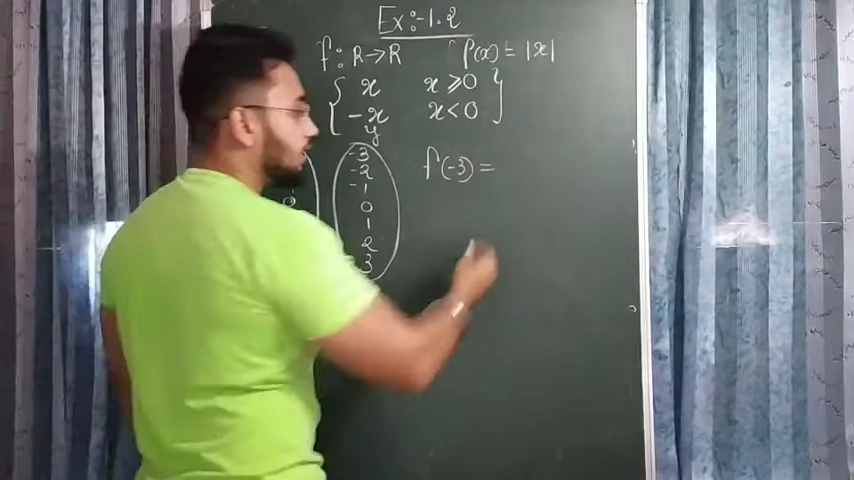 Ex:-1.2
f: R→R f(x) = |x|
{ x x ⩾ 0 }
{ -x x < 0 }
y
-3
-2
-1
0
1
2
3
f(-3) =